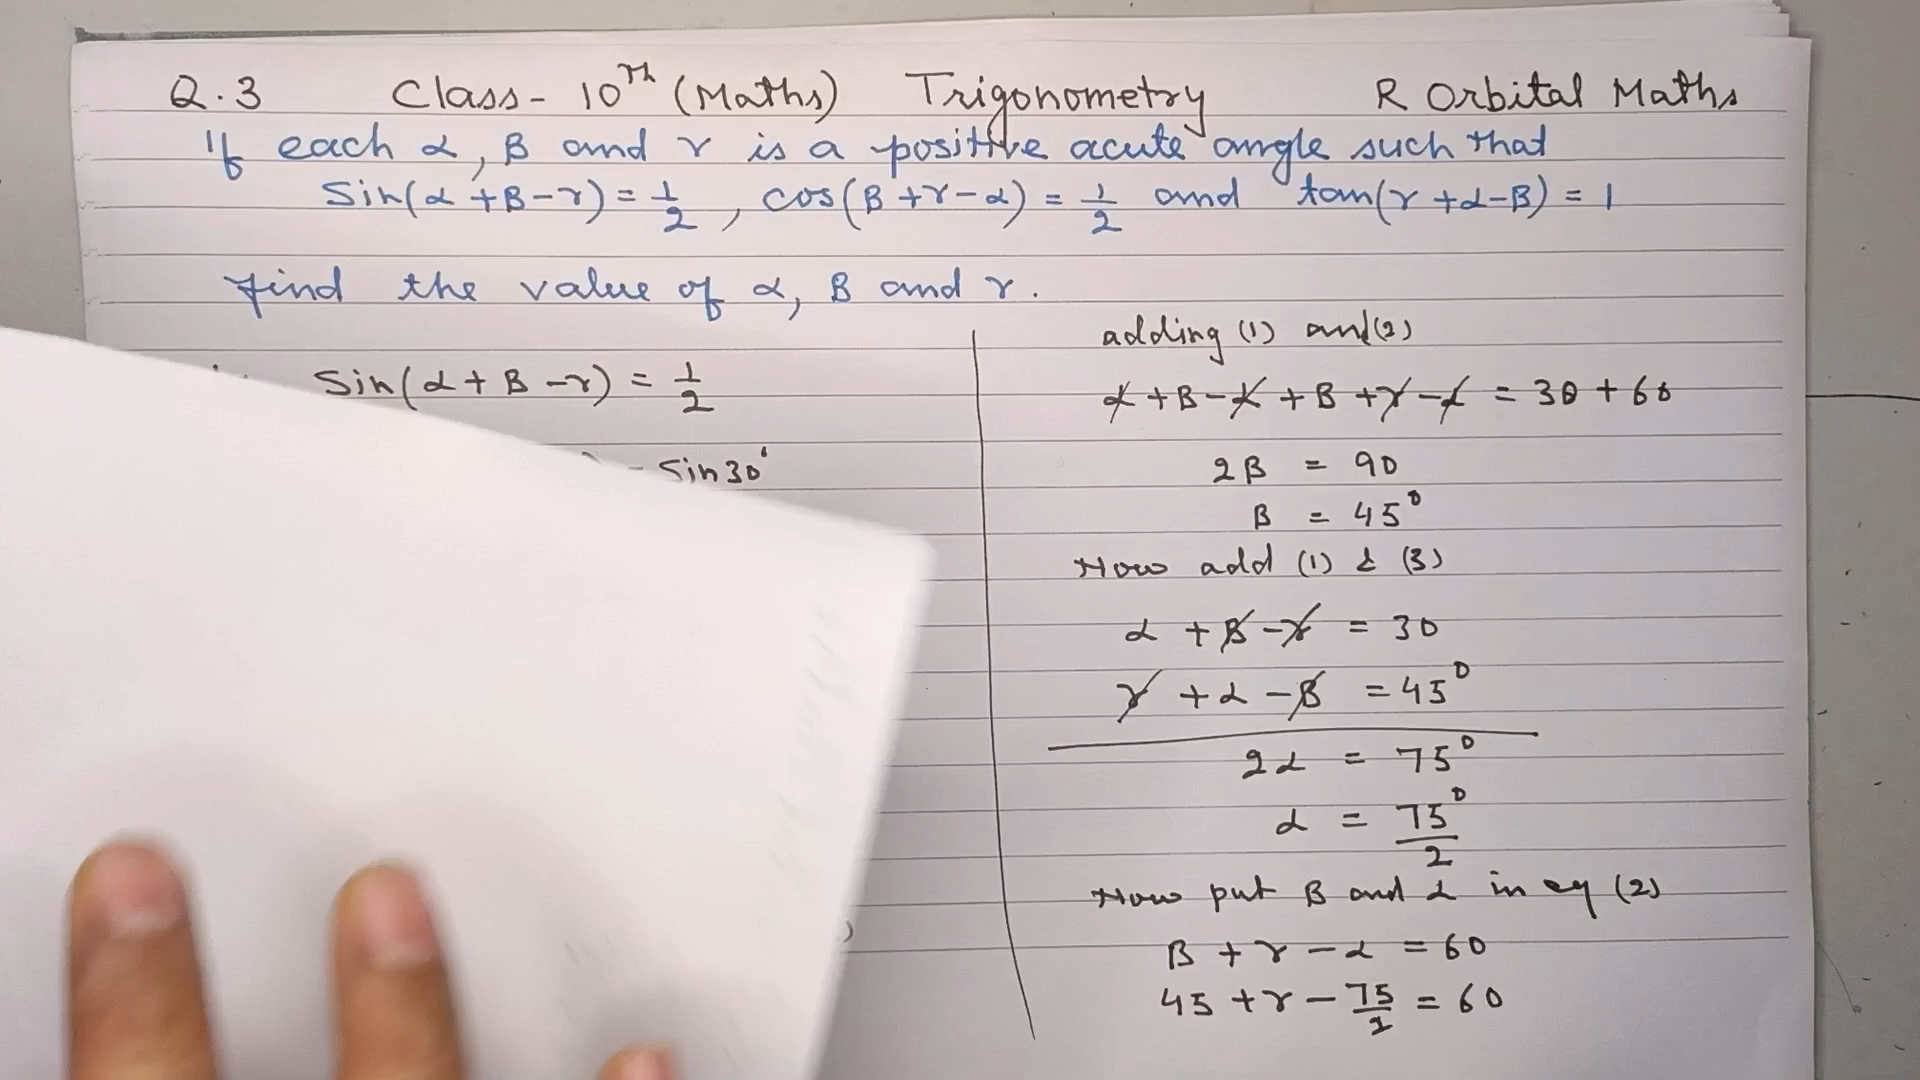 Q.3 Class- 10th (Maths) Trigonometry R Orbital Maths
If each α, β and γ is a positive acute angle such that
Sin(α+β-γ) = 1/2, cos(β+γ-α) = 1/2 and tan(γ+α-β) = 1
find the value of α, β and γ.
Sin(α+β-γ) = 1/2
Sin30°
adding (1) and (2)
α+β-γ+β+γ-α = 30+60
2β = 90
β = 45°
Now add (1) & (3)
α+β-γ = 30
γ+α-β = 45°
2α = 75°
α = 75°/2
Now put β and α in eq (2)
β+γ-α = 60
45+γ-75/2 = 60